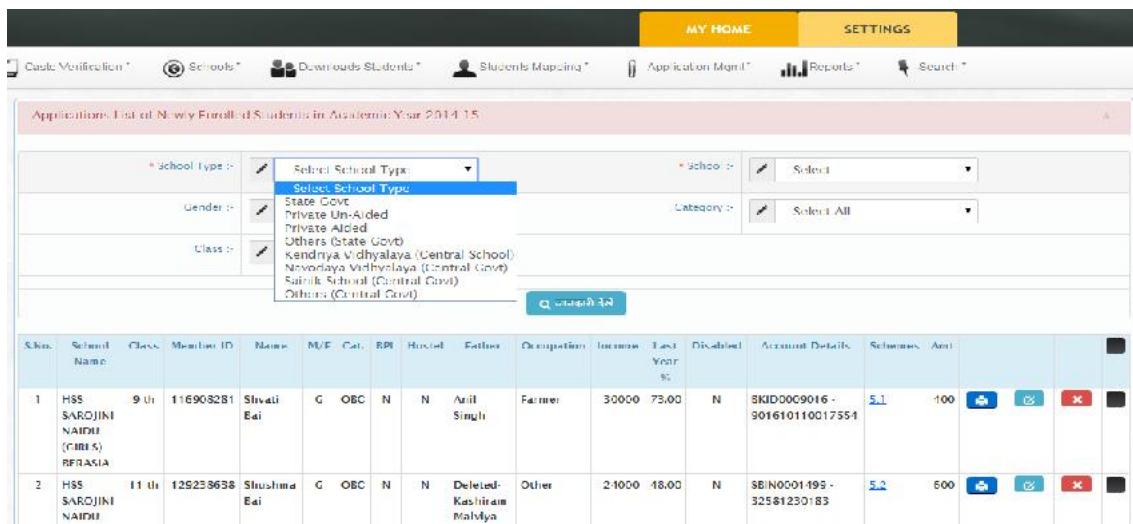 MY HOME SETTINGS
Caste Verification Schools Downloads Students Students Mapping Application Mgmt Reports Search
Applications List of Newly Enrolled Students in Academic Year 2014-15
* School Type :- Select School Type * School :- Select
Select School Type
State Govt
Gender :- Private Un-Aided Category :- Select All
Private Aided
Others (State Govt)
Class :- Kendriya Vidhyalaya (Central School)
Navodaya Vidhyalaya (Central Govt)
Sainik School (Central Govt)
Others (Central Govt)
S.No. School Name Class Member ID Name M/F Cat. BPL Hostel Father Occupation Income Last Year % Disabled Account Details Schemes Amt
1 HSS 9 th 116908281 Shvati G OBC N N Anil Farmer 30000 73.00 N 5.1 400
SAROJINI Bai Singh 901610110017554
NAIDU
(GIRLS)
BERASIA
2 HSS 11 th 129238638 Shushma G OBC N N Deleted- Other 24000 48.00 N SBIN0001499 - 5.2 500
SAROJINI Bai Kashiram 32581230183
NAIDU Malviya